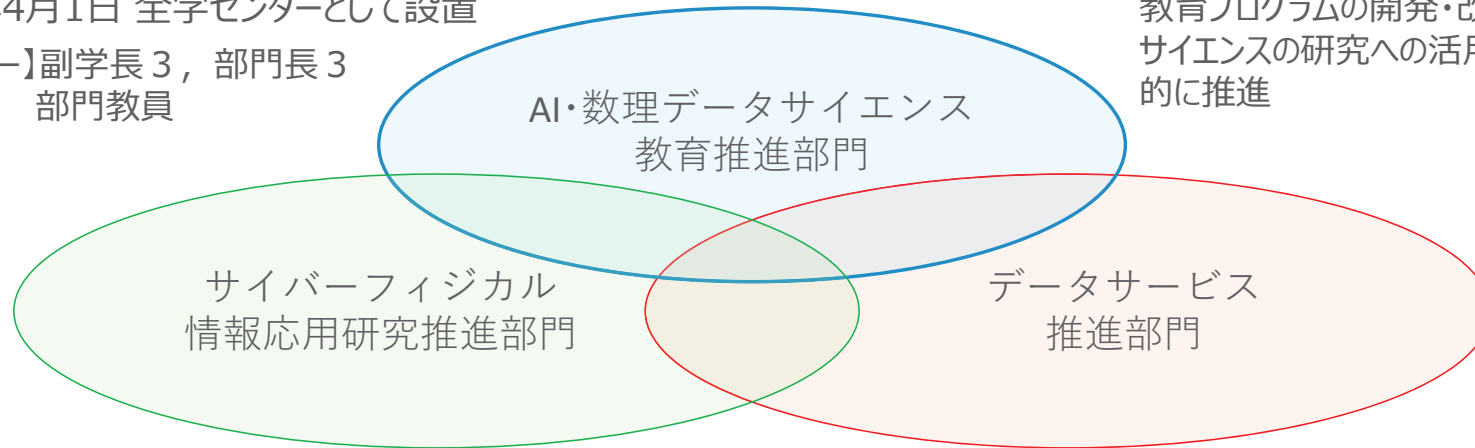 4月1日 全学センターとして設置
ー】副学長３，部門長３
部門教員
教育プログラムの開発・改
サイエンスの研究への活用
的に推進
AI・数理データサイエンス
教育推進部門
サイバーフィジカル
情報応用研究推進部門
データサービス
推進部門